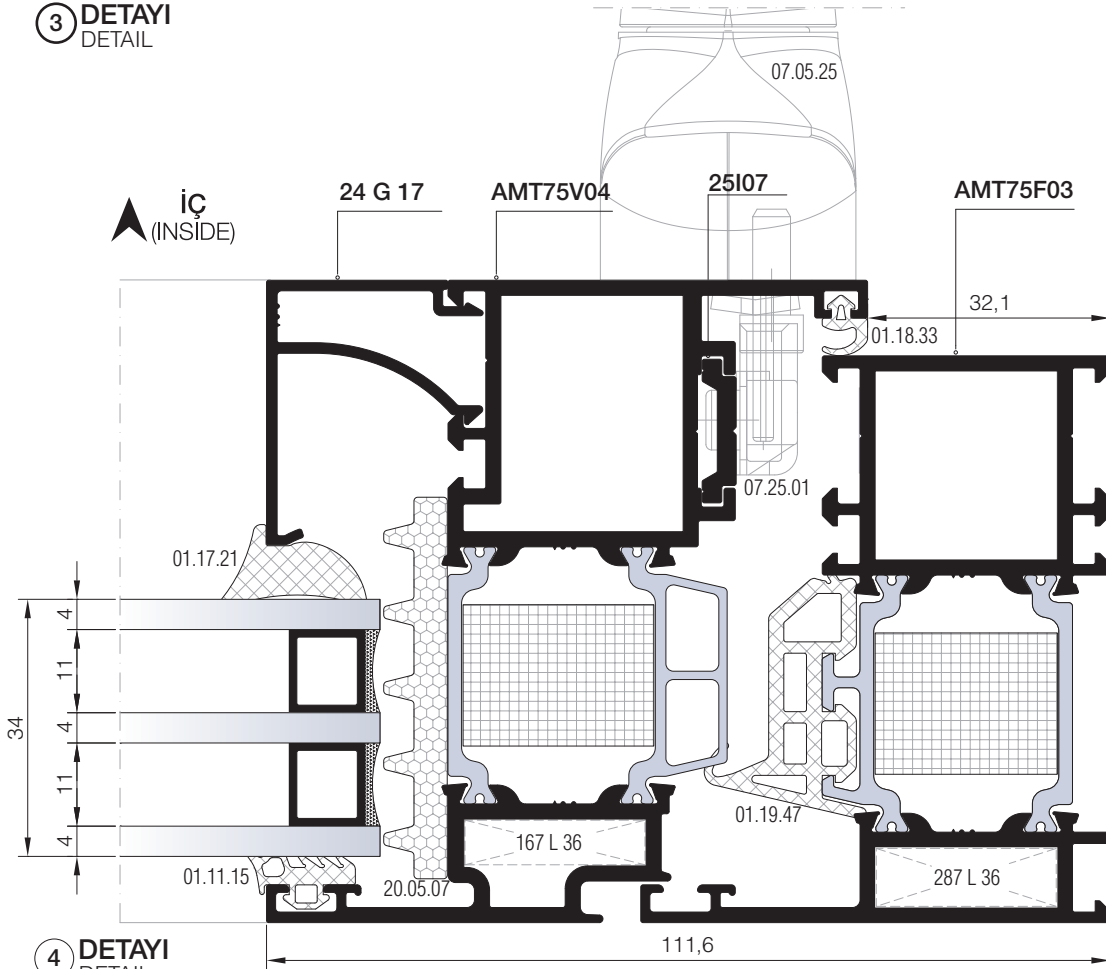 3 DETAYI
DETAIL
07.05.25
İÇ
(INSIDE)
24 G 17
AMT75V04
25I07
AMT75F03
32,1
01.18.33
07.25.01
01.17.21
4
11
4
11
4
34
01.19.47
167 L 36
287 L 36
01.11.15
20.05.07
111,6
4 DETAYI
DETAIL